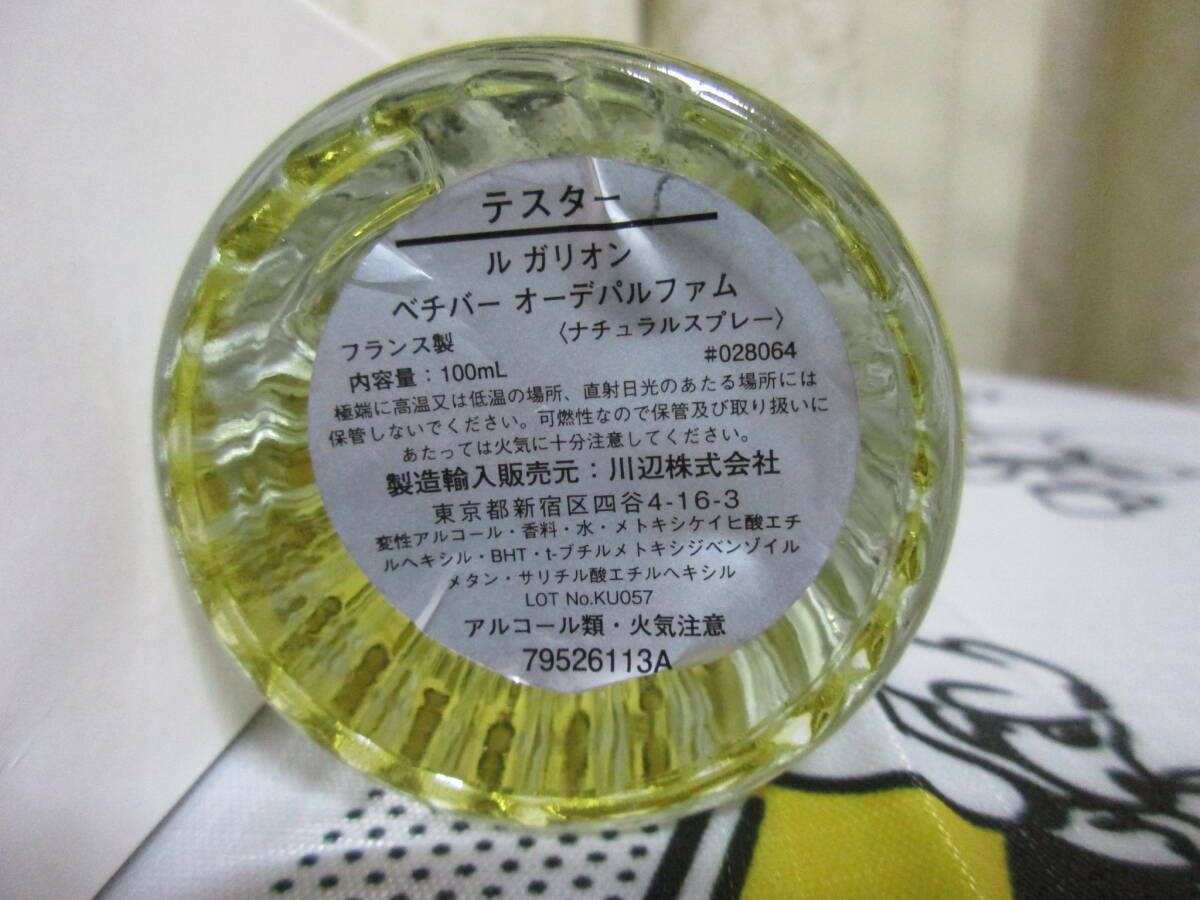 テスター
ル ガリオン
ベチバー オーデパルファム
フランス製 〈ナチュラルスプレー〉
内容量：100mL #028064
極端に高温又は低温の場所、直射日光のあたる場所には
保管しないでください。可燃性なので保管及び取り扱いに
あたっては火気に十分注意してください。
製造輸入販売元：川辺株式会社
東京都新宿区四谷4-16-3
変性アルコール・香料・水・メトキシケイヒ酸エチ
ルヘキシル・BHT・t-ブチルメトキシジベンゾイル
メタン・サリチル酸エチルヘキシル
LOT No.KU057
アルコール類・火気注意
79526113A